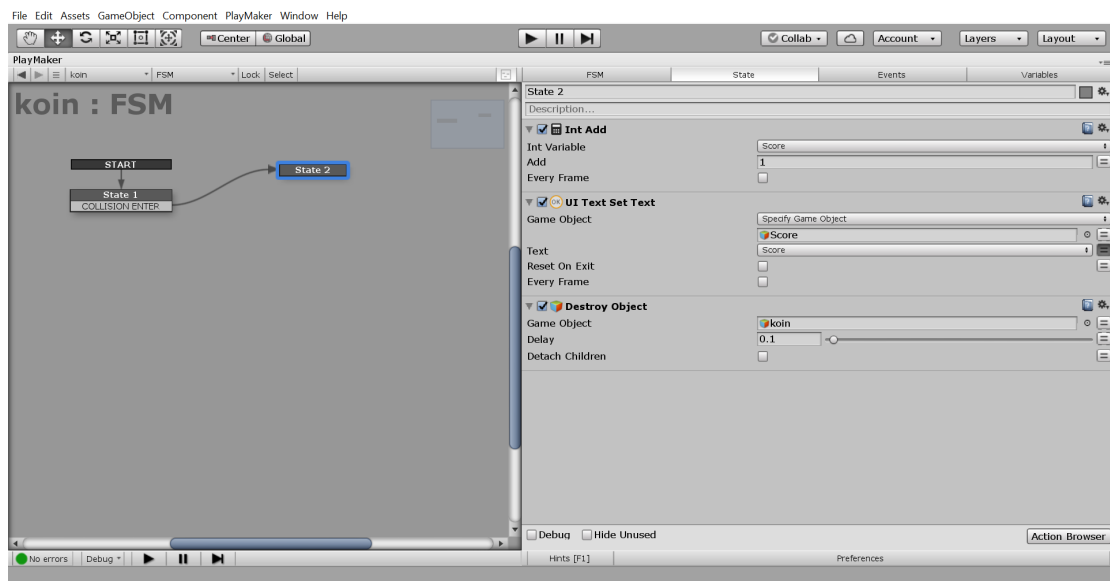 File Edit Assets GameObject Component PlayMaker Window Help
Center Global Collab Account Layers Layout
PlayMaker
koin FSM Lock Select FSM State Events Variables
koin : FSM
START
State 1
COLLISION ENTER
State 2
State 2
Description...
Int Add
Int Variable Score
Add 1
Every Frame
UI Text Set Text
Game Object Specify Game Object
Score
Text Score
Reset On Exit
Every Frame
Destroy Object
Game Object koin
Delay 0.1
Detach Children
Debug Hide Unused Action Browser
No errors Debug Hints [F1] Preferences